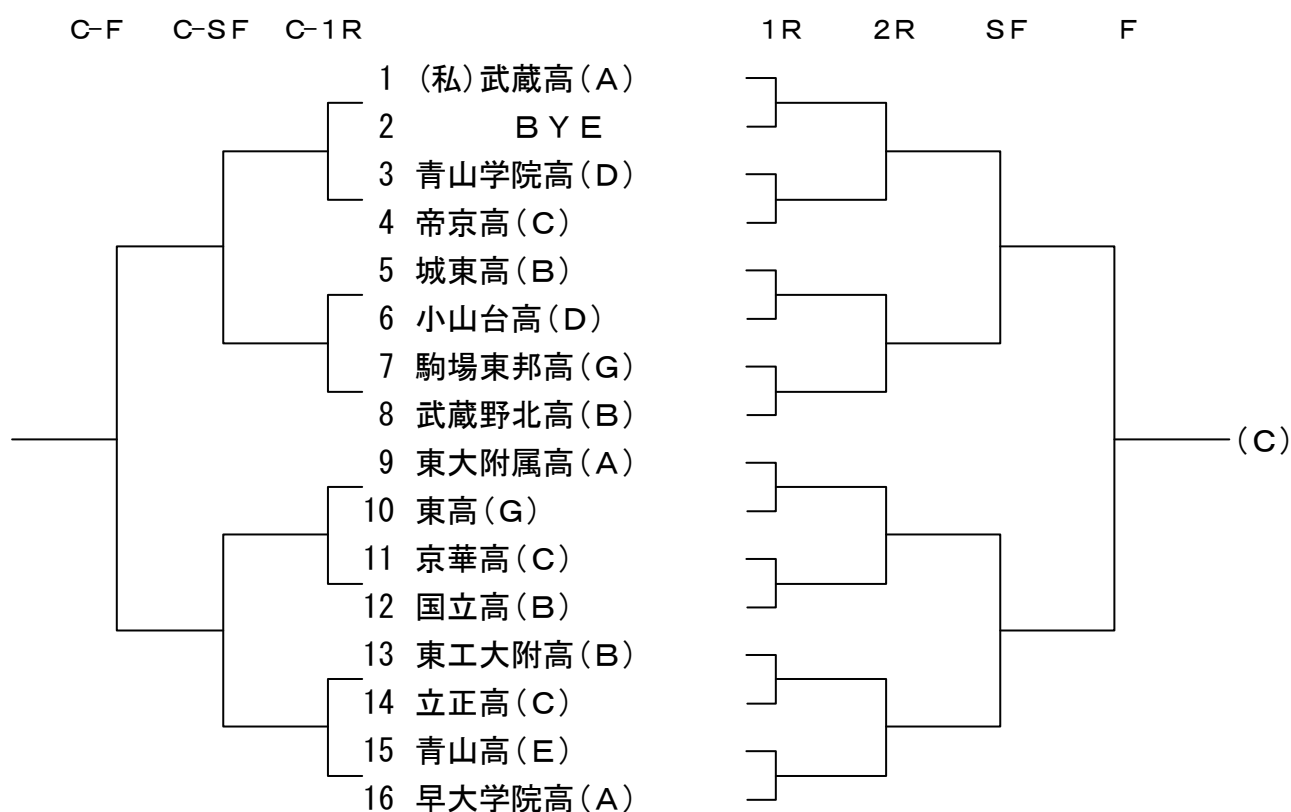 C-F C-SF C-1R 1R 2R SF F
1 (私)武蔵高(A)
2 BYE
3 青山学院高(D)
4 帝京高(C)
5 城東高(B)
6 小山台高(D)
7 駒場東邦高(G)
8 武蔵野北高(B)
(C)
9 東大附属高(A)
10 東高(G)
11 京華高(C)
12 国立高(B)
13 東工大附高(B)
14 立正高(C)
15 青山高(E)
16 早大学院高(A)